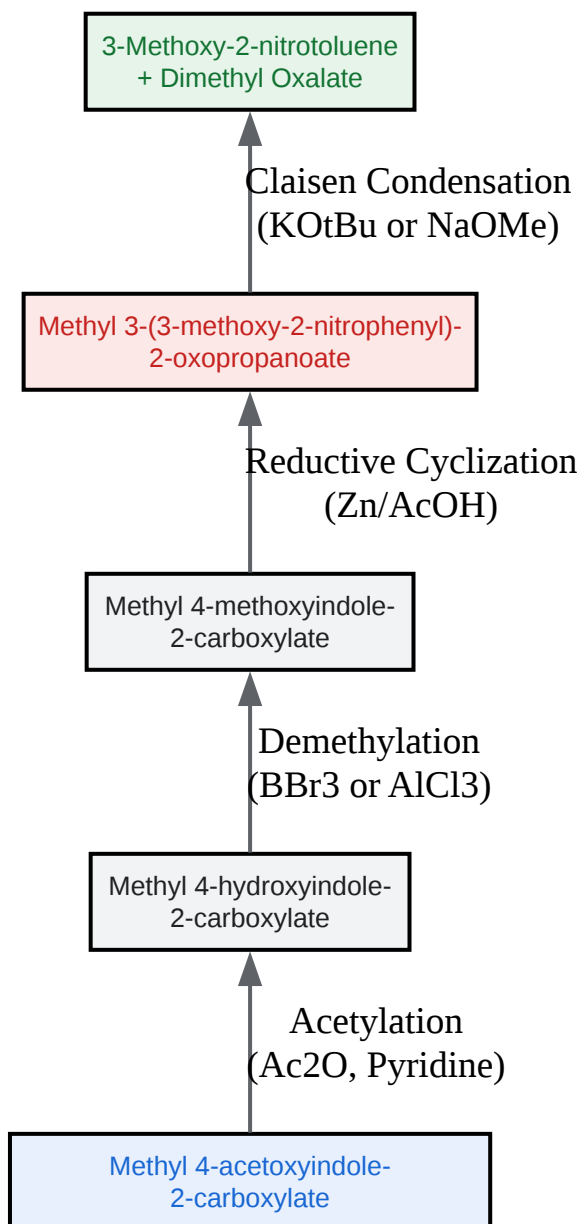 3-Methoxy-2-nitrotoluene
+ Dimethyl Oxalate
Claisen Condensation
(KOtBu or NaOMe)
Methyl 3-(3-methoxy-2-nitrophenyl)-
2-oxopropanoate
Reductive Cyclization
(Zn/AcOH)
Methyl 4-methoxyindole-
2-carboxylate
Demethylation
(BBr3 or AlCl3)
Methyl 4-hydroxyindole-
2-carboxylate
Acetylation
(Ac2O, Pyridine)
Methyl 4-acetoxyindole-
2-carboxylate